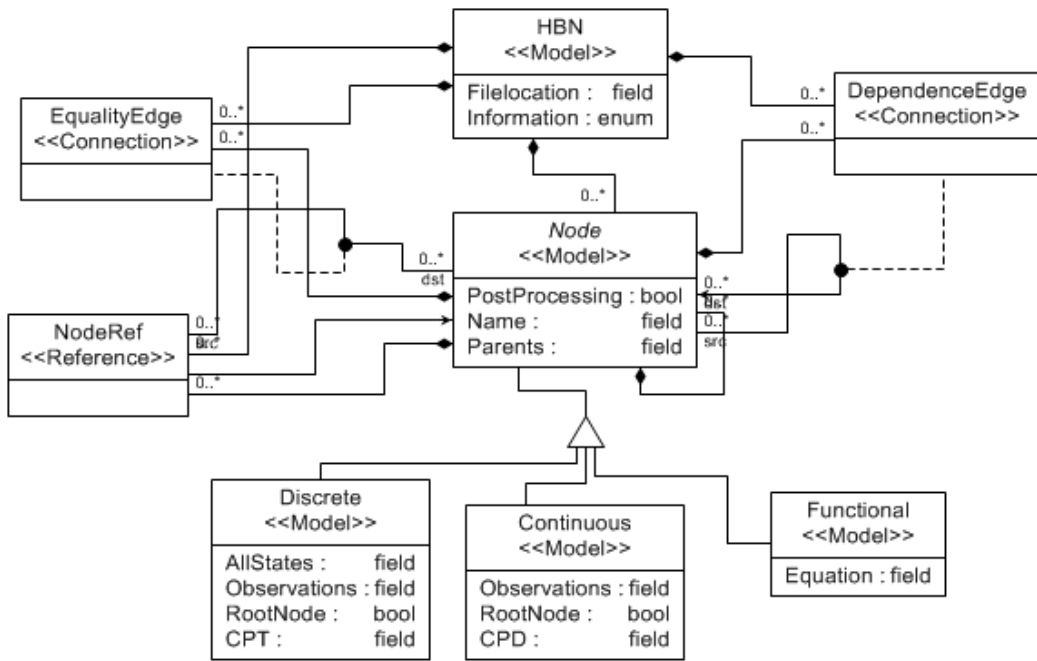 HBN
<<Model>>
Filelocation : field
Information : enum
EqualityEdge
<<Connection>>
0..*
0..*
DependenceEdge
<<Connection>>
0..*
0..*
0..*
Node
<<Model>>
PostProcessing : bool
Name : field
Parents : field
0..*
dst
0..*
0..*
src
NodeRef
<<Reference>>
0..*
0..*
Discrete
<<Model>>
AllStates : field
Observations : field
RootNode : bool
CPT : field
Continuous
<<Model>>
Observations : field
RootNode : bool
CPD : field
Functional
<<Model>>
Equation : field